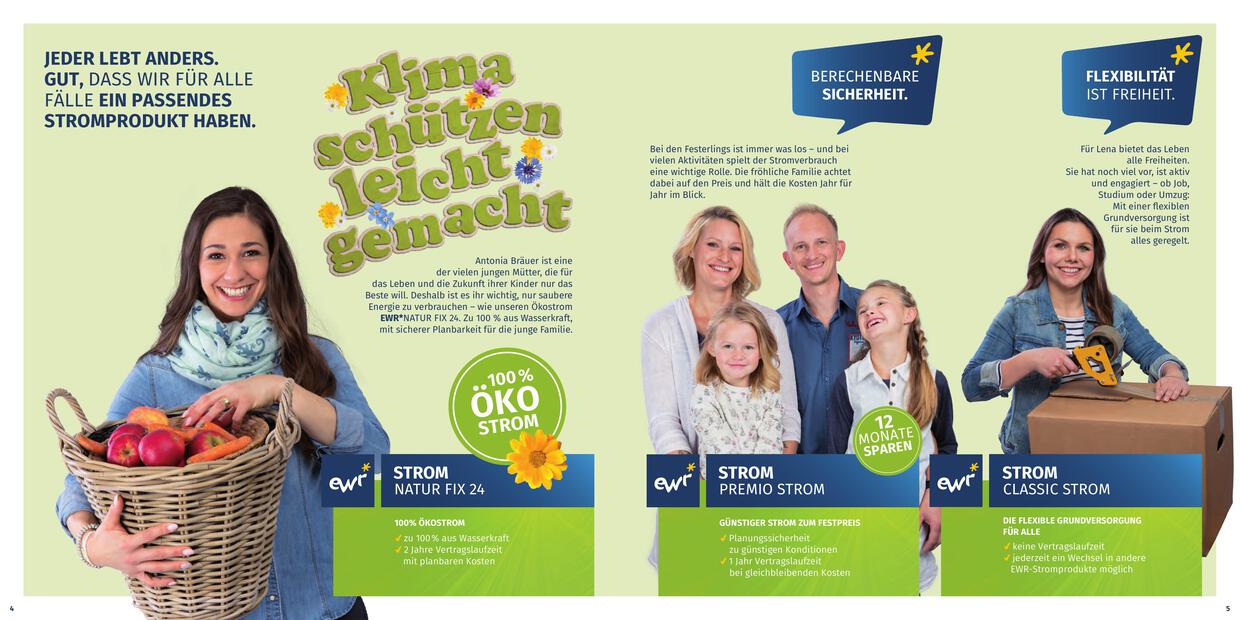 JEDER LEBT ANDERS.
GUT, DASS WIR FÜR ALLE
FÄLLE EIN PASSENDES
STROMPRODUKT HABEN.
Klima
schützen
leicht
gemacht
Antonia Bräuer ist eine
der vielen jungen Mütter, die für
das Leben und die Zukunft ihrer Kinder nur das
Beste will. Deshalb ist es ihr wichtig, nur saubere
Energie zu verbrauchen – wie unseren Ökostrom
EWR*NATUR FIX 24. Zu 100 % aus Wasserkraft,
mit sicherer Planbarkeit für die junge Familie.
100 %
ÖKO
STROM
ewr*
STROM
NATUR FIX 24
100% ÖKOSTROM
✓ zu 100 % aus Wasserkraft
✓ 2 Jahre Vertragslaufzeit
mit planbaren Kosten
4
BERECHENBARE
SICHERHEIT.
Bei den Festerlings ist immer was los – und bei
vielen Aktivitäten spielt der Stromverbrauch
eine wichtige Rolle. Die fröhliche Familie achtet
dabei auf den Preis und hält die Kosten Jahr für
Jahr im Blick.
12
MONATE
SPAREN
ewr*
STROM
PREMIO STROM
GÜNSTIGER STROM ZUM FESTPREIS
✓ Planungssicherheit
zu günstigen Konditionen
✓ 1 Jahr Vertragslaufzeit
bei gleichbleibenden Kosten
FLEXIBILITÄT
IST FREIHEIT.
Für Lena bietet das Leben
alle Freiheiten.
Sie hat noch viel vor, ist aktiv
und engagiert – ob Job,
Studium oder Umzug:
Mit einer flexiblen
Grundversorgung ist
für sie beim Strom
alles geregelt.
ewr*
STROM
CLASSIC STROM
DIE FLEXIBLE GRUNDVERSORGUNG
FÜR ALLE
✓ keine Vertragslaufzeit
✓ jederzeit ein Wechsel in andere
EWR-Stromprodukte möglich
5